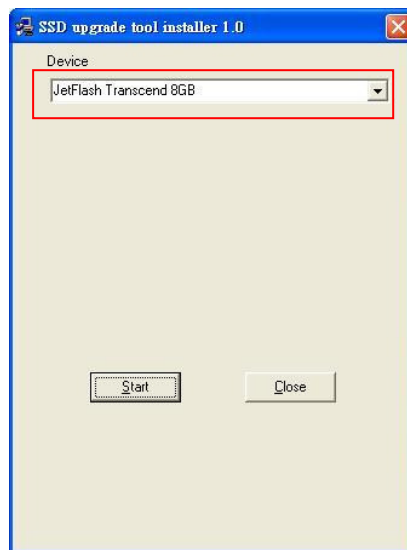 SSD upgrade tool installer 1.0
Device
JetFlash Transcend 8GB
Start
Close